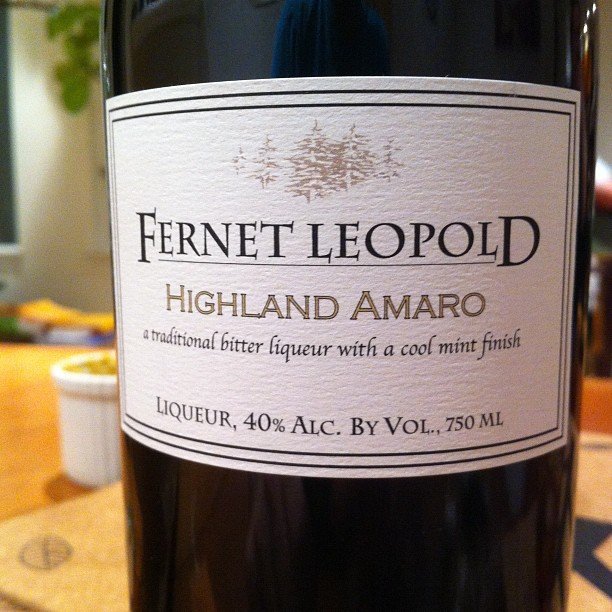 FERNET LEOPOLD
HIGHLAND AMARO
a traditional bitter liqueur with a cool mint finish
LIQUEUR, 40% ALC. BY VOL., 750 ML